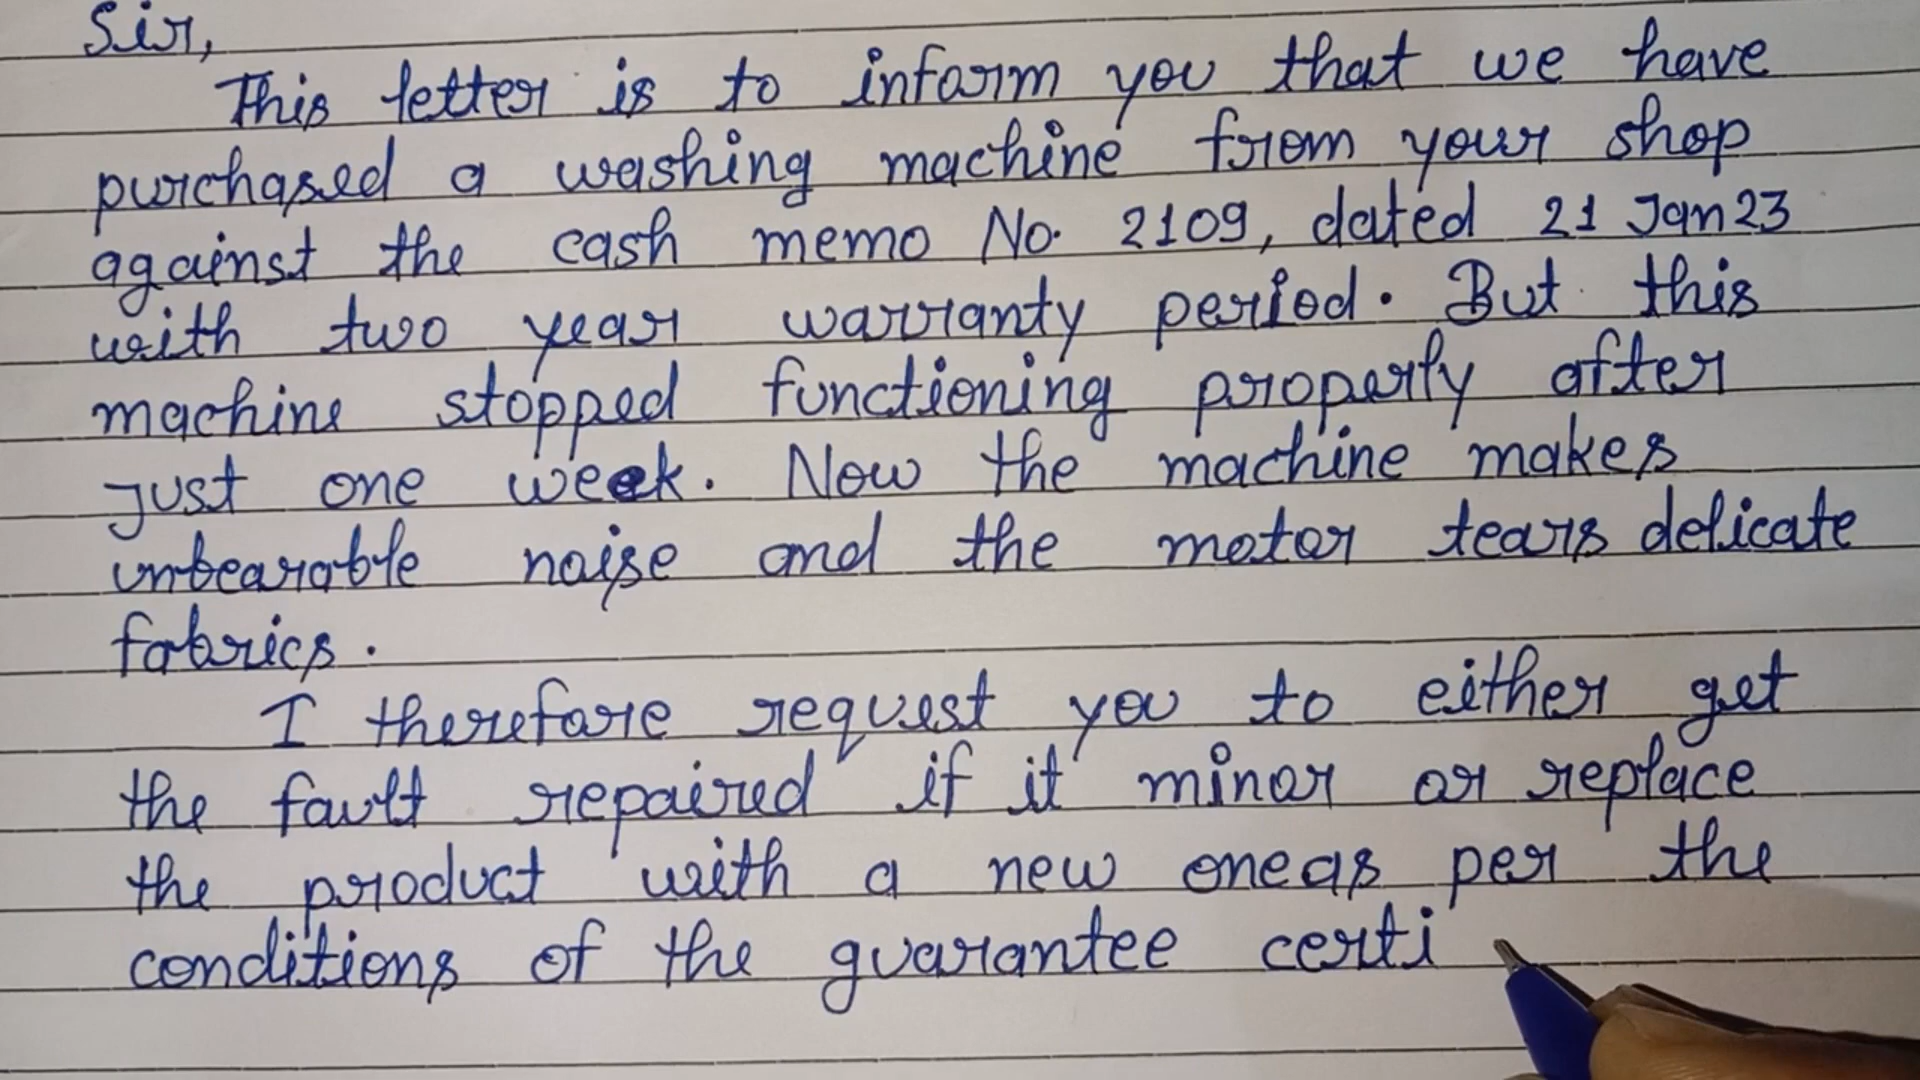 Sir,
This letter is to inform you that we have
purchased a washing machine from your shop
against the cash memo No. 2109, dated 21 Jan 23
with two year warranty period. But this
machine stopped functioning properly after
just one week. Now the machine makes
unbearable noise and the motor tears delicate
fabrics.
I therefore request you to either get
the fault repaired if it minor or replace
the product with a new one as per the
conditions of the guarantee certi